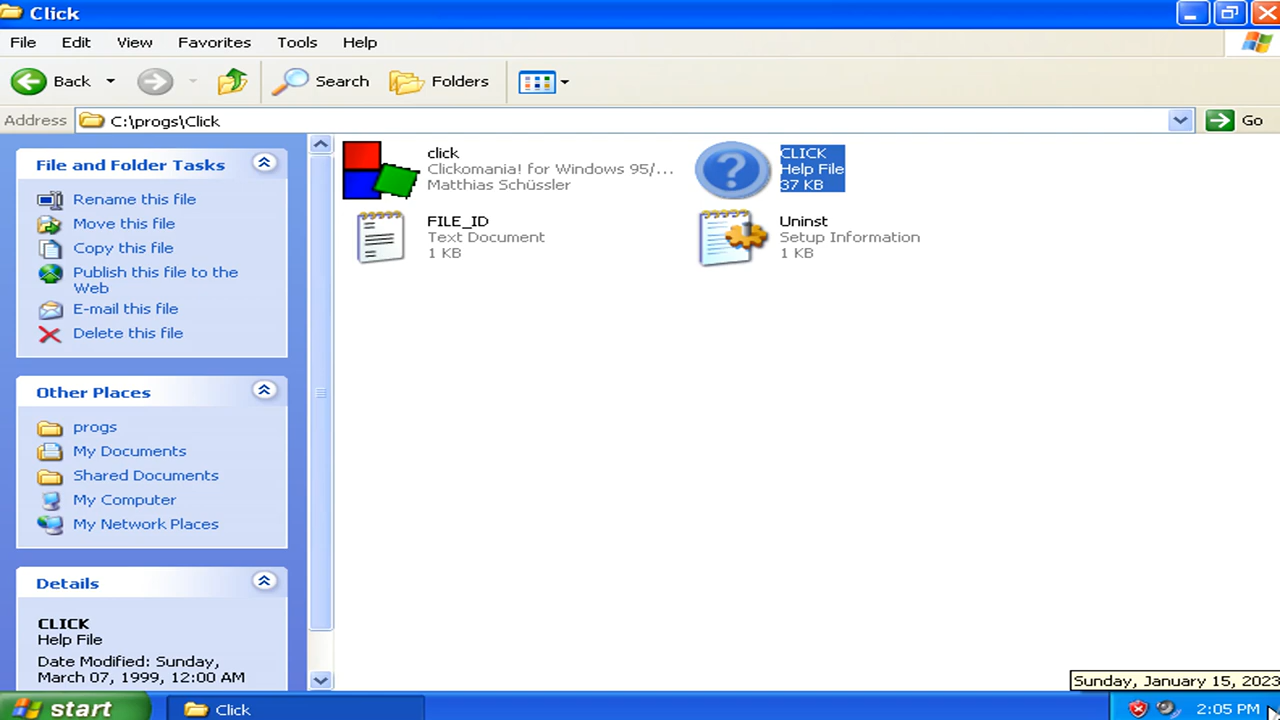 Click
File Edit View Favorites Tools Help
Back Search Folders
Address C:\progs\Click Go
File and Folder Tasks
Rename this file
Move this file
Copy this file
Publish this file to the
Web
E-mail this file
Delete this file
Other Places
progs
My Documents
Shared Documents
My Computer
My Network Places
Details
CLICK
Help File
Date Modified: Sunday,
March 07, 1999, 12:00 AM
click
Clickomania! for Windows 95/...
Matthias Schüssler
CLICK
Help File
37 KB
FILE_ID
Text Document
1 KB
Uninst
Setup Information
1 KB
Sunday, January 15, 2023
start Click 2:05 PM